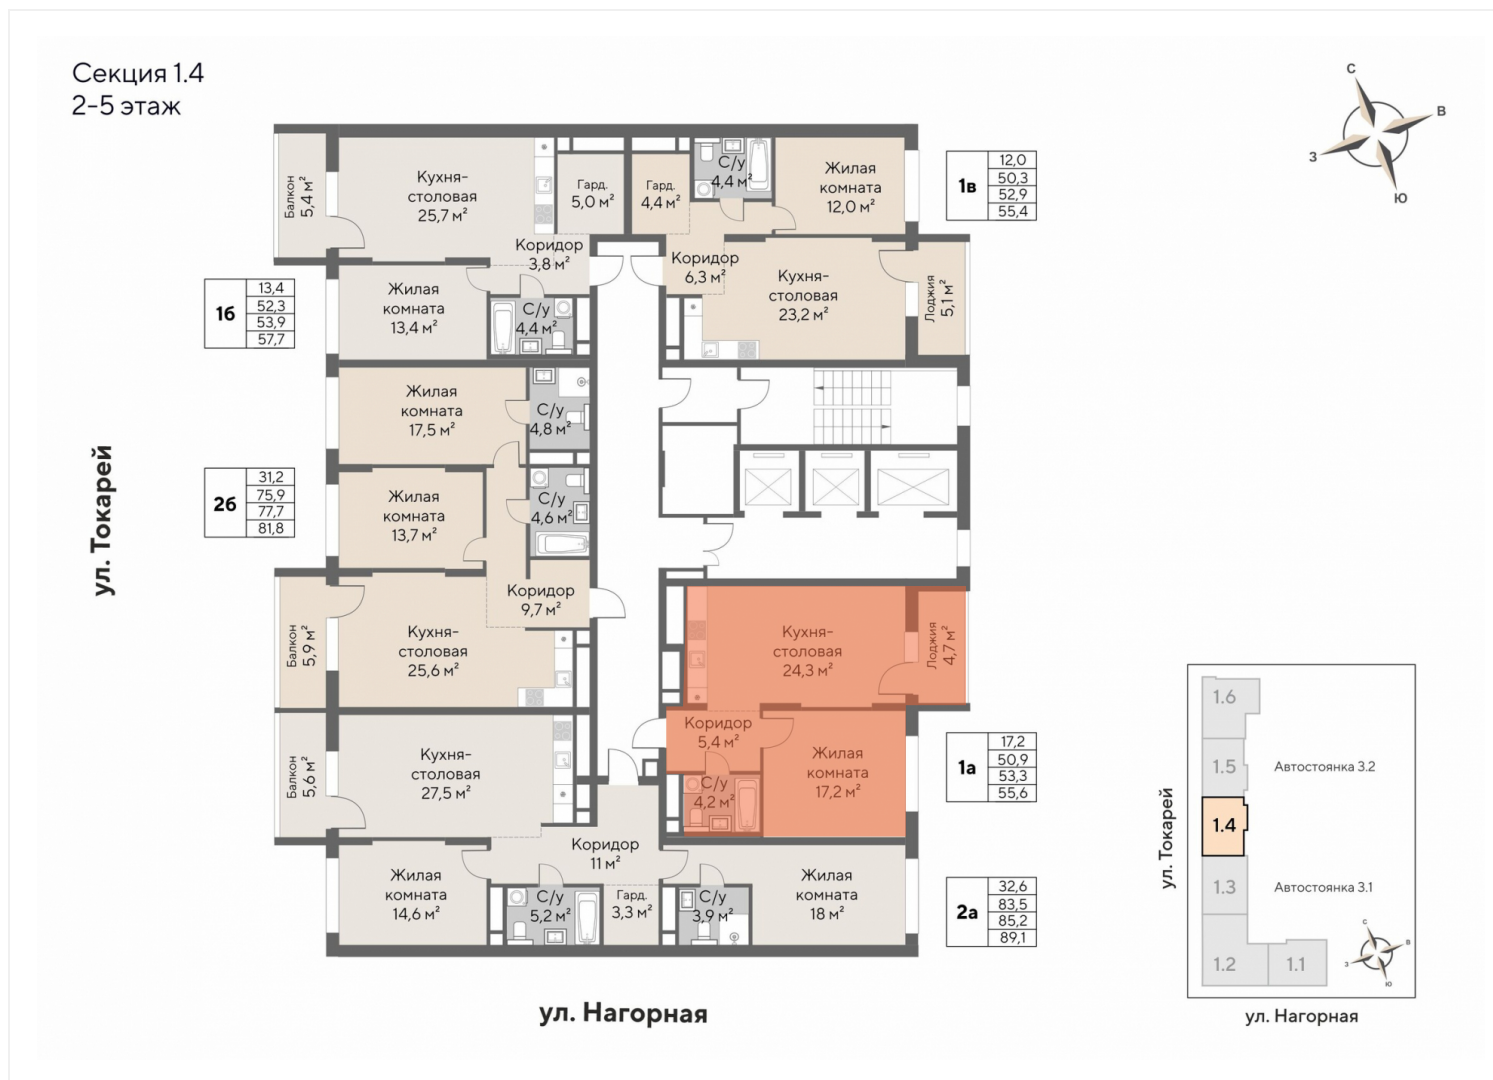 Секция 1.4
2-5 этаж
С
В
З
Ю
Балкон
5,4 м²
Кухня-
столовая
25,7 м²
Гард.
5,0 м²
Коридор
3,8 м²
Гард.
4,4 м²
С/у
4,4 м²
Жилая
комната
12,0 м²
1в
12,0
50,3
52,9
55,4
Коридор
6,3 м²
Кухня-
столовая
23,2 м²
Лоджия
5,1 м²
1б
13,4
52,3
53,9
57,7
Жилая
комната
13,4 м²
С/у
4,4 м²
Жилая
комната
17,5 м²
С/у
4,8 м²
ул. Токарей
2б
31,2
75,9
77,7
81,8
Жилая
комната
13,7 м²
С/у
4,6 м²
Коридор
9,7 м²
Балкон
5,9 м²
Кухня-
столовая
25,6 м²
Кухня-
столовая
24,3 м²
Лоджия
4,7 м²
Коридор
5,4 м²
Жилая
комната
17,2 м²
С/у
4,2 м²
1а
17,2
50,9
53,3
55,6
Балкон
5,6 м²
Кухня-
столовая
27,5 м²
Коридор
11 м²
Жилая
комната
14,6 м²
С/у
5,2 м²
Гард.
3,3 м²
С/у
3,9 м²
Жилая
комната
18 м²
2а
32,6
83,5
85,2
89,1
ул. Нагорная
1.6
1.5
Автостоянка 3.2
1.4
ул. Токарей
1.3
Автостоянка 3.1
1.2
1.1
С
В
З
Ю
ул. Нагорная